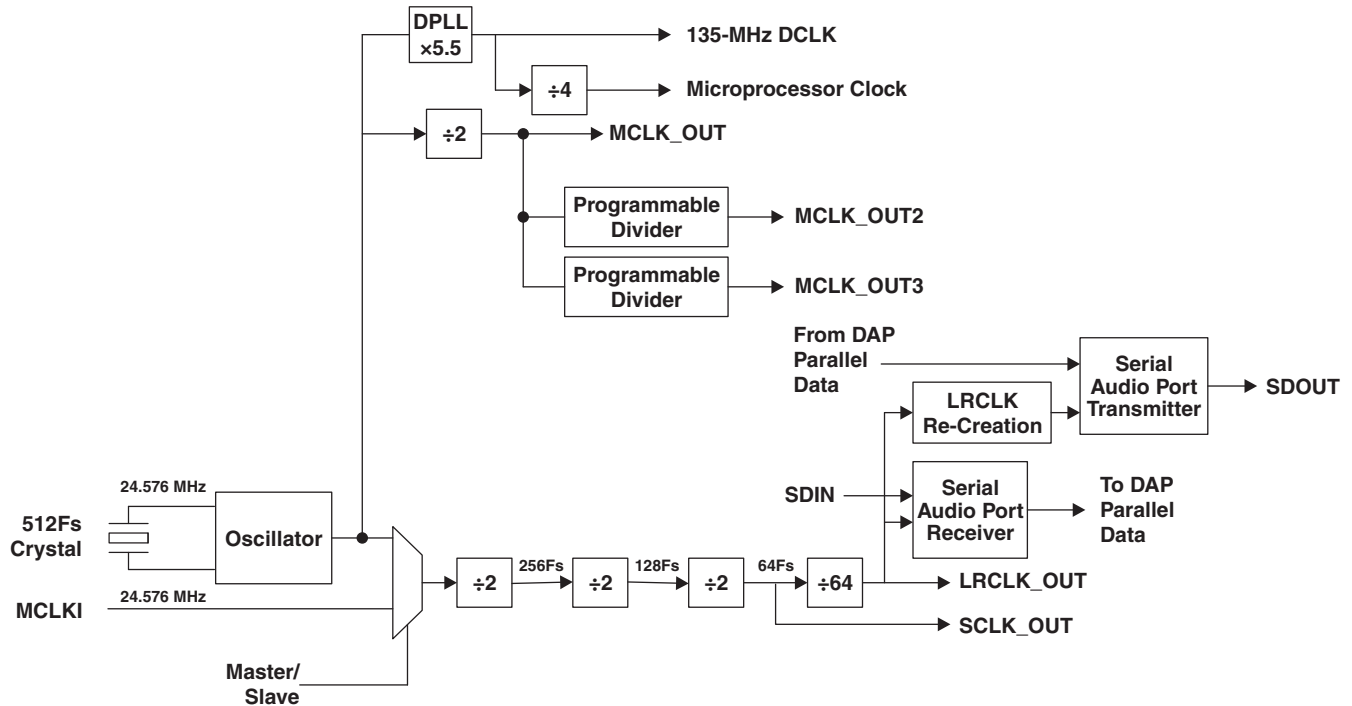 DPLL
×5.5
135-MHz DCLK
÷4
Microprocessor Clock
÷2
MCLK_OUT
Programmable
Divider
MCLK_OUT2
Programmable
Divider
MCLK_OUT3
From DAP
Parallel
Data
Serial
Audio Port
Transmitter
SDOUT
LRCLK
Re-Creation
SDIN
Serial
Audio Port
Receiver
To DAP
Parallel
Data
24.576 MHz
512Fs
Crystal
Oscillator
MCLKI
24.576 MHz
÷2
256Fs
÷2
128Fs
÷2
64Fs
÷64
LRCLK_OUT
SCLK_OUT
Master/
Slave